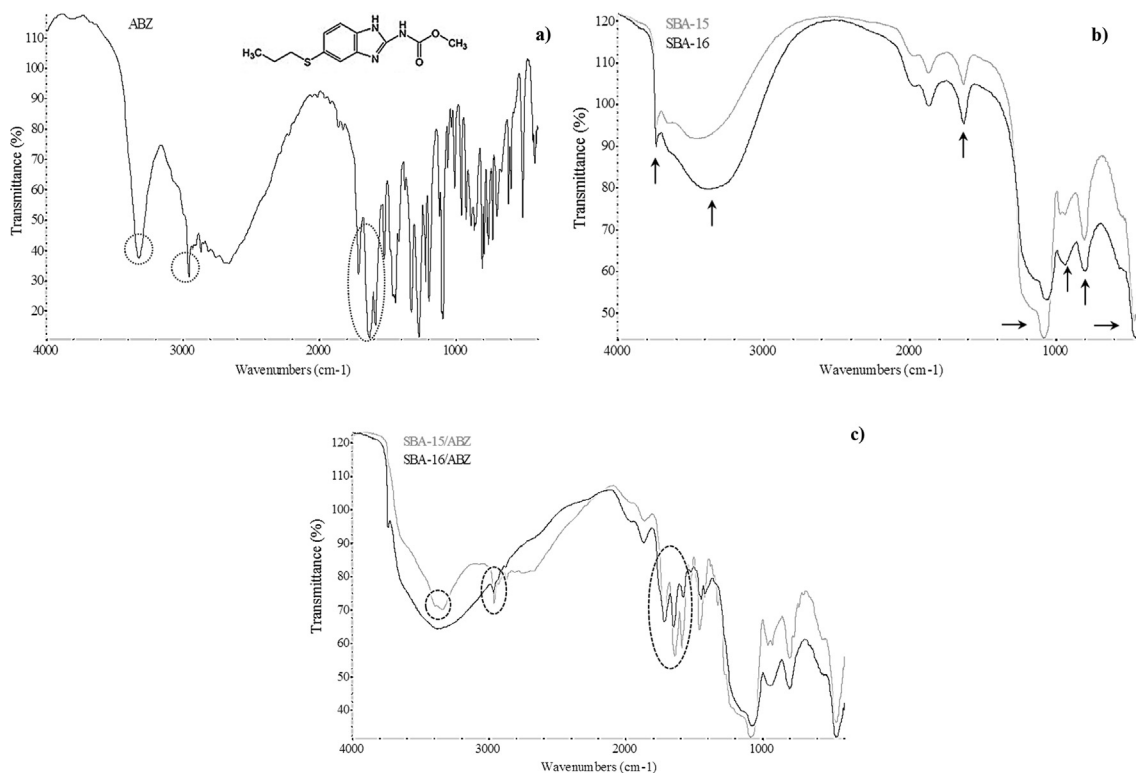 ABZ
a)
H
N
NH
O
CH₃
O
N
S
H₃C
Transmittance (%)
110
100
90
80
70
60
50
40
30
20
4000
3000
2000
1000
Wavenumbers (cm-1)
SBA-15
SBA-16
b)
Transmittance (%)
120
110
100
90
80
70
60
50
4000
3000
2000
1000
Wavenumbers (cm-1)
SBA-15/ABZ
SBA-16/ABZ
c)
Transmittance (%)
120
110
100
90
80
70
60
50
40
4000
3000
2000
1000
Wavenumbers (cm-1)